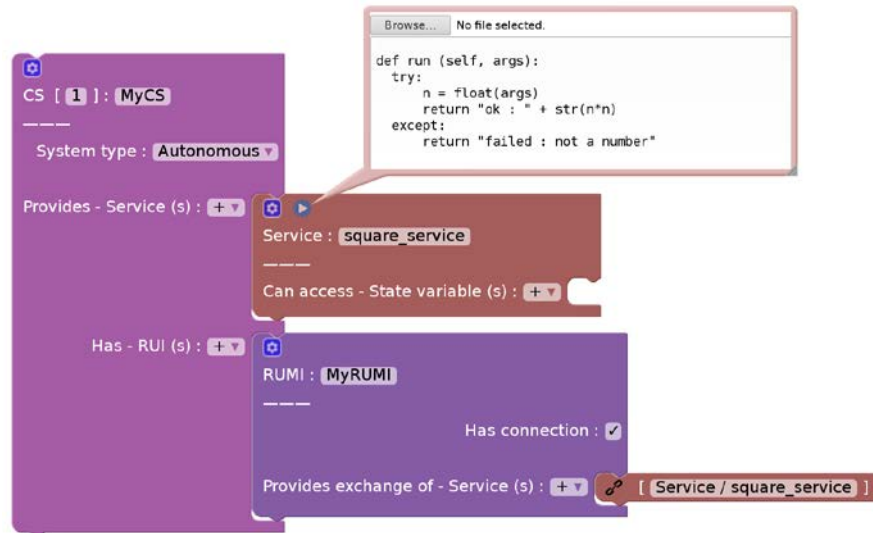 Browse... No file selected.
def run (self, args):
try:
n = float(args)
return "ok : " + str(n*n)
except:
return "failed : not a number"
CS [ 1 ] : MyCS
———
System type : Autonomous
Provides - Service (s) : +
Service : square_service
———
Can access - State variable (s) : +
Has - RUI (s) : +
RUMI : MyRUMI
———
Has connection : ✓
Provides exchange of - Service (s) : + [ Service / square_service ]